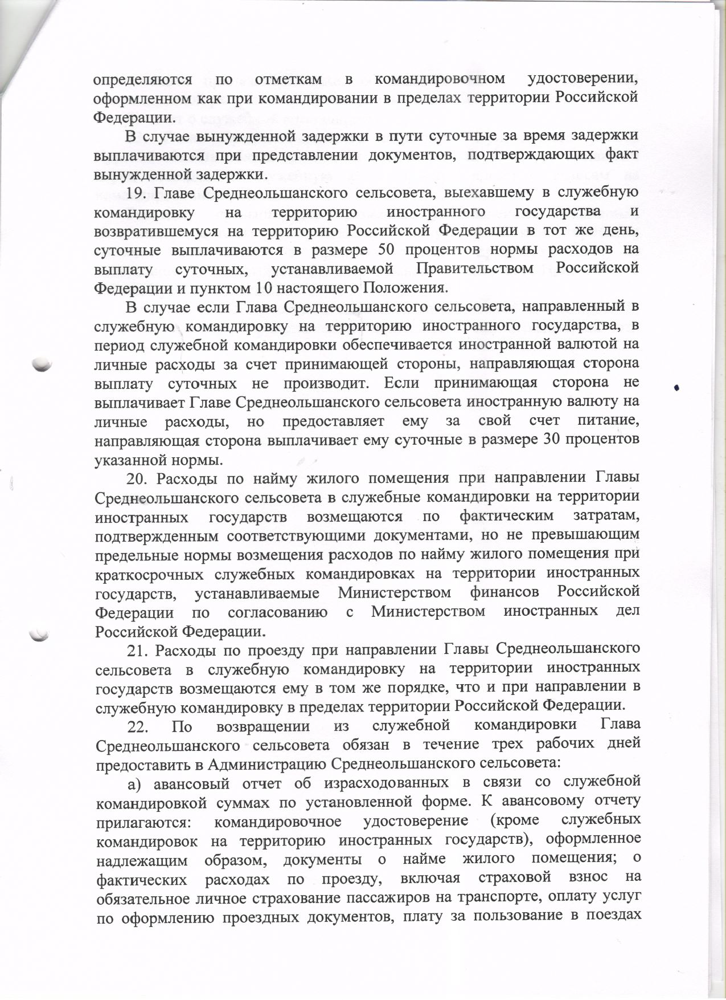 определяются по отметкам в командировочном удостоверении,
оформленном как при командировании в пределах территории Российской
Федерации.
В случае вынужденной задержки в пути суточные за время задержки
выплачиваются при представлении документов, подтверждающих факт
вынужденной задержки.
19. Главе Среднеольшанского сельсовета, выехавшему в служебную
командировку на территорию иностранного государства и
возвратившемуся на территорию Российской Федерации в тот же день,
суточные выплачиваются в размере 50 процентов нормы расходов на
выплату суточных, устанавливаемой Правительством Российской
Федерации и пунктом 10 настоящего Положения.
В случае если Глава Среднеольшанского сельсовета, направленный в
служебную командировку на территорию иностранного государства, в
период служебной командировки обеспечивается иностранной валютой на
личные расходы за счет принимающей стороны, направляющая сторона
выплату суточных не производит. Если принимающая сторона не
выплачивает Главе Среднеольшанского сельсовета иностранную валюту на
личные расходы, но предоставляет ему за свой счет питание,
направляющая сторона выплачивает ему суточные в размере 30 процентов
указанной нормы.
20. Расходы по найму жилого помещения при направлении Главы
Среднеольшанского сельсовета в служебные командировки на территории
иностранных государств возмещаются по фактическим затратам,
подтвержденным соответствующими документами, но не превышающим
предельные нормы возмещения расходов по найму жилого помещения при
краткосрочных служебных командировках на территории иностранных
государств, устанавливаемые Министерством финансов Российской
Федерации по согласованию с Министерством иностранных дел
Российской Федерации.
21. Расходы по проезду при направлении Главы Среднеольшанского
сельсовета в служебную командировку на территории иностранных
государств возмещаются ему в том же порядке, что и при направлении в
служебную командировку в пределах территории Российской Федерации.
22. По возвращении из служебной командировки Глава
Среднеольшанского сельсовета обязан в течение трех рабочих дней
предоставить в Администрацию Среднеольшанского сельсовета:
а) авансовый отчет об израсходованных в связи со служебной
командировкой суммах по установленной форме. К авансовому отчету
прилагаются: командировочное удостоверение (кроме служебных
командировок на территорию иностранных государств), оформленное
надлежащим образом, документы о найме жилого помещения; о
фактических расходах по проезду, включая страховой взнос на
обязательное личное страхование пассажиров на транспорте, оплату услуг
по оформлению проездных документов, плату за пользование в поездах